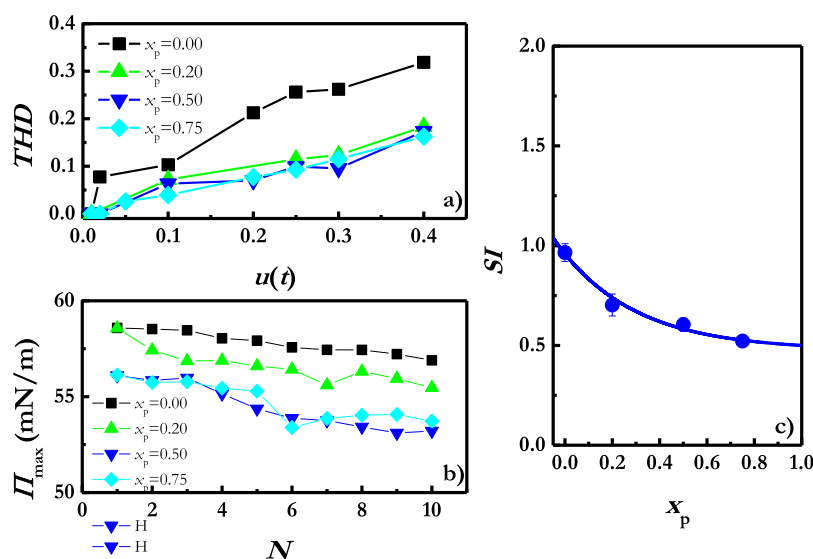 0.4
0.3
0.2
0.1
0.0
THD
x_p=0.00
x_p=0.20
x_p=0.50
x_p=0.75
a)
0.0 0.1 0.2 0.3 0.4
u(t)
60
55
50
Π_max (mN/m)
x_p=0.00
x_p=0.20
x_p=0.50
x_p=0.75
b)
0 2 4 6 8 10
H
H
N
2.0
1.5
1.0
0.5
0.0
SI
c)
0.0 0.2 0.4 0.6 0.8 1.0
x_p